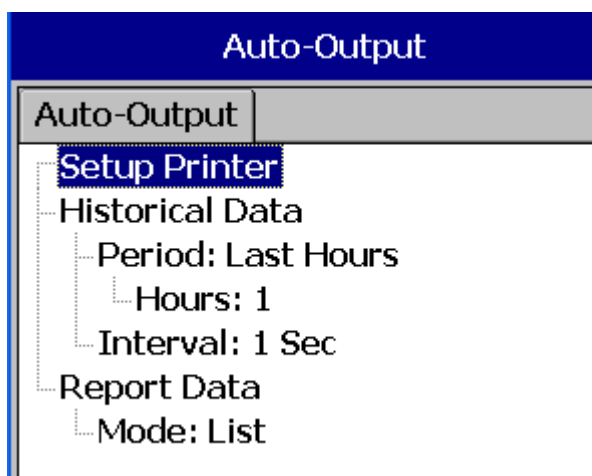 Auto-Output
Auto-Output
Setup Printer
Historical Data
Period: Last Hours
Hours: 1
Interval: 1 Sec
Report Data
Mode: List